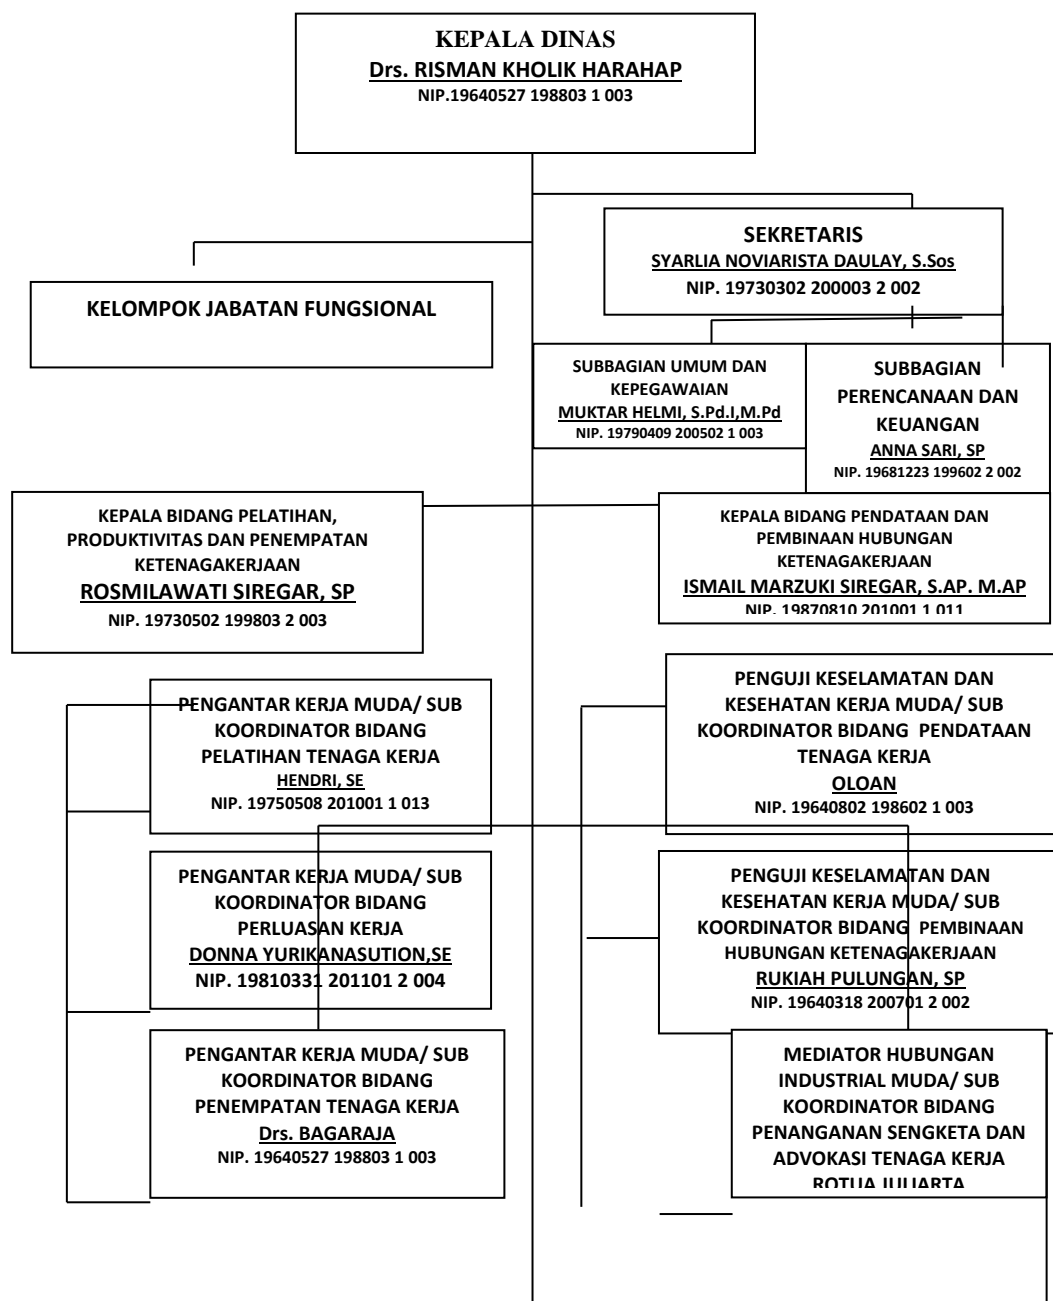 KEPALA DINAS
Drs. RISMAN KHOLIK HARAHAP
NIP.19640527 198803 1 003
SEKRETARIS
SYARLIA NOVIARISTA DAULAY, S.Sos
NIP. 19730302 200003 2 002
KELOMPOK JABATAN FUNGSIONAL
SUBBAGIAN UMUM DAN
KEPEGAWAIAN
MUKTAR HELMI, S.Pd.I,M.Pd
NIP. 19790409 200502 1 003
SUBBAGIAN
PERENCANAAN DAN
KEUANGAN
ANNA SARI, SP
NIP. 19681223 199602 2 002
KEPALA BIDANG PELATIHAN,
PRODUKTIVITAS DAN PENEMPATAN
KETENAGAKERJAAN
ROSMILAWATI SIREGAR, SP
NIP. 19730502 199803 2 003
KEPALA BIDANG PENDATAAN DAN
PEMBINAAN HUBUNGAN
KETENAGAKERJAAN
ISMAIL MARZUKI SIREGAR, S.AP. M.AP
NIP. 19870810 201001 1 011
PENGANTAR KERJA MUDA/ SUB
KOORDINATOR BIDANG
PELATIHAN TENAGA KERJA
HENDRI, SE
NIP. 19750508 201001 1 013
PENGUJI KESELAMATAN DAN
KESEHATAN KERJA MUDA/ SUB
KOORDINATOR BIDANG PENDATAAN
TENAGA KERJA
OLOAN
NIP. 19640802 198602 1 003
PENGANTAR KERJA MUDA/ SUB
KOORDINATOR BIDANG
PERLUASAN KERJA
DONNA YURIKANASUTION,SE
NIP. 19810331 201101 2 004
PENGUJI KESELAMATAN DAN
KESEHATAN KERJA MUDA/ SUB
KOORDINATOR BIDANG PEMBINAAN
HUBUNGAN KETENAGAKERJAAN
RUKIAH PULUNGAN, SP
NIP. 19640318 200701 2 002
PENGANTAR KERJA MUDA/ SUB
KOORDINATOR BIDANG
PENEMPATAN TENAGA KERJA
Drs. BAGARAJA
NIP. 19640527 198803 1 003
MEDIATOR HUBUNGAN
INDUSTRIAL MUDA/ SUB
KOORDINATOR BIDANG
PENANGANAN SENGKETA DAN
ADVOKASI TENAGA KERJA
ROTUA JULIARTA